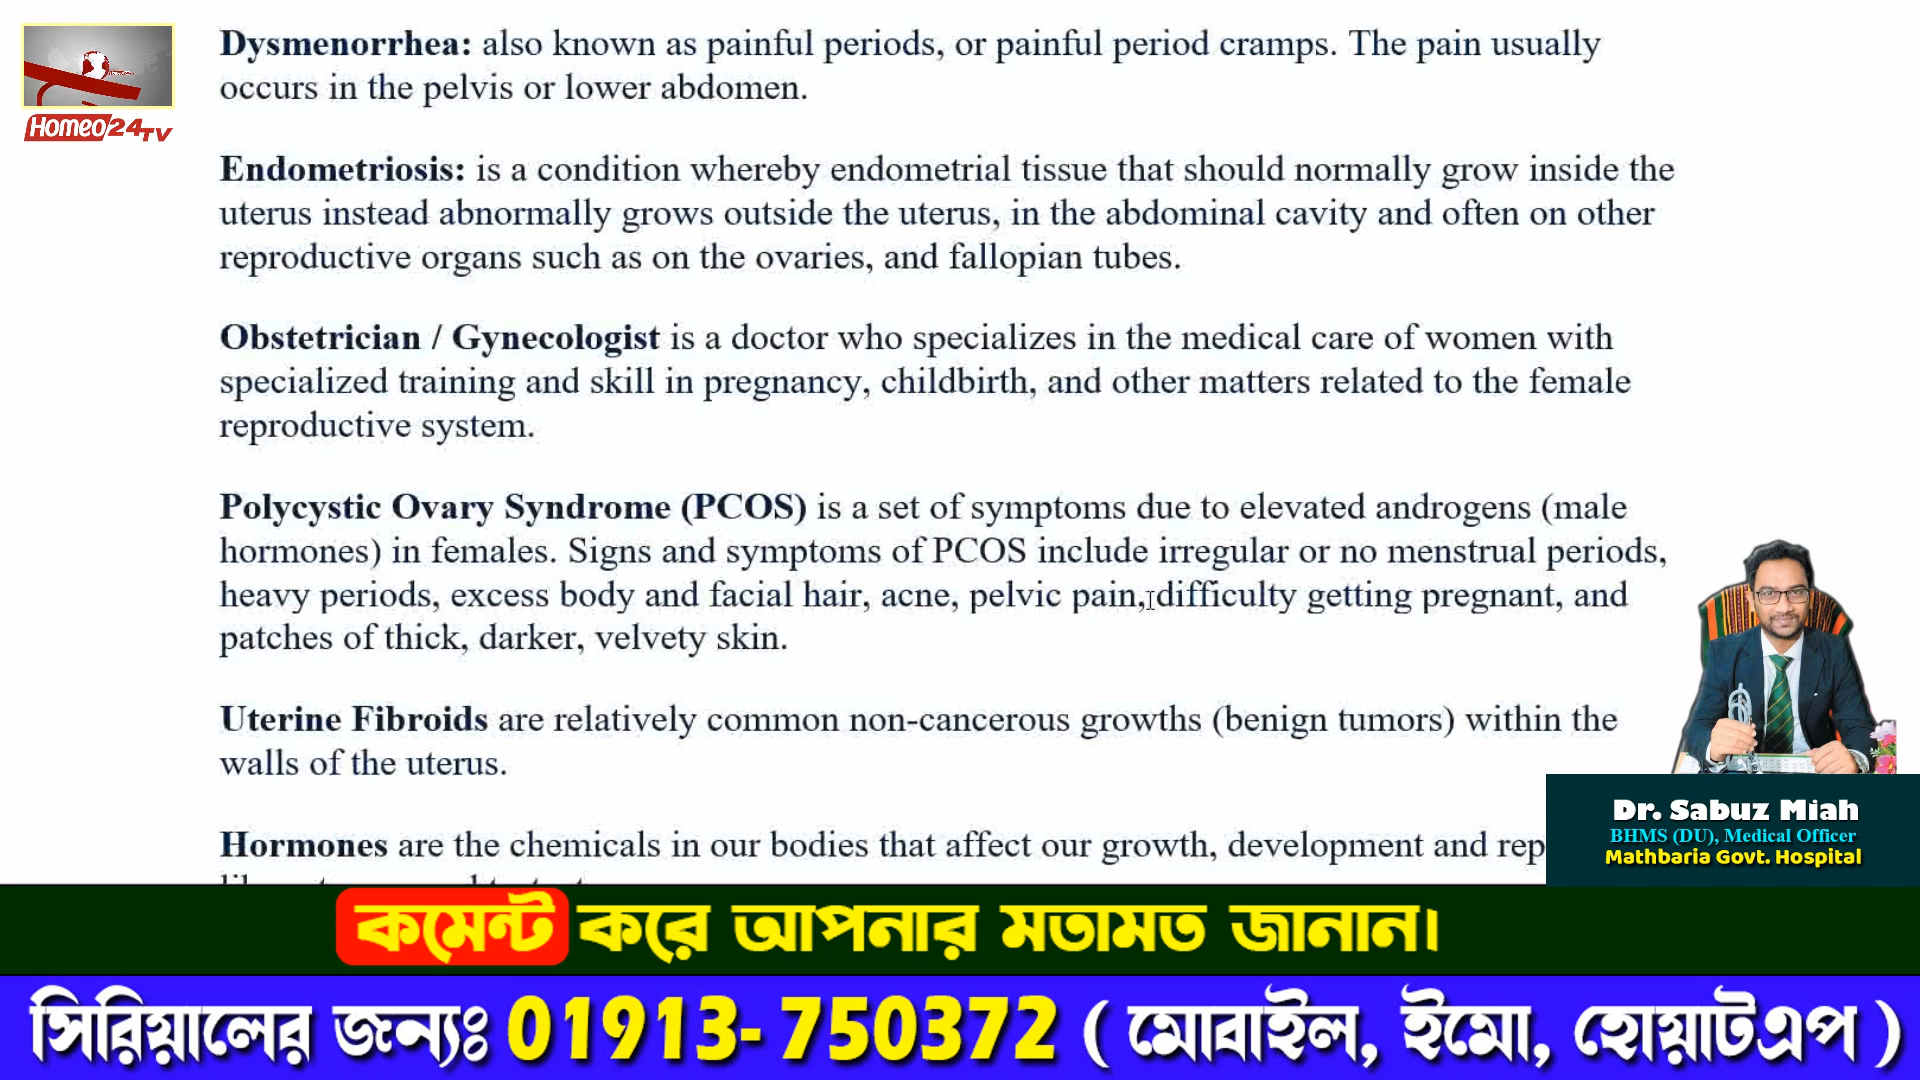 Homeo24TV
Dysmenorrhea: also known as painful periods, or painful period cramps. The pain usually
occurs in the pelvis or lower abdomen.
Endometriosis: is a condition whereby endometrial tissue that should normally grow inside the
uterus instead abnormally grows outside the uterus, in the abdominal cavity and often on other
reproductive organs such as on the ovaries, and fallopian tubes.
Obstetrician / Gynecologist is a doctor who specializes in the medical care of women with
specialized training and skill in pregnancy, childbirth, and other matters related to the female
reproductive system.
Polycystic Ovary Syndrome (PCOS) is a set of symptoms due to elevated androgens (male
hormones) in females. Signs and symptoms of PCOS include irregular or no menstrual periods,
heavy periods, excess body and facial hair, acne, pelvic pain, difficulty getting pregnant, and
patches of thick, darker, velvety skin.
Uterine Fibroids are relatively common non-cancerous growths (benign tumors) within the
walls of the uterus.
Hormones are the chemicals in our bodies that affect our growth, development and rep
Dr. Sabuz Miah
BHMS (DU), Medical Officer
Mathbaria Govt. Hospital
কমেন্ট করে আপনার মতামত জানান।
সিরিয়ালের জন্যঃ 01913- 750372 ( মোবাইল, ইমো, হোয়াটএপ )